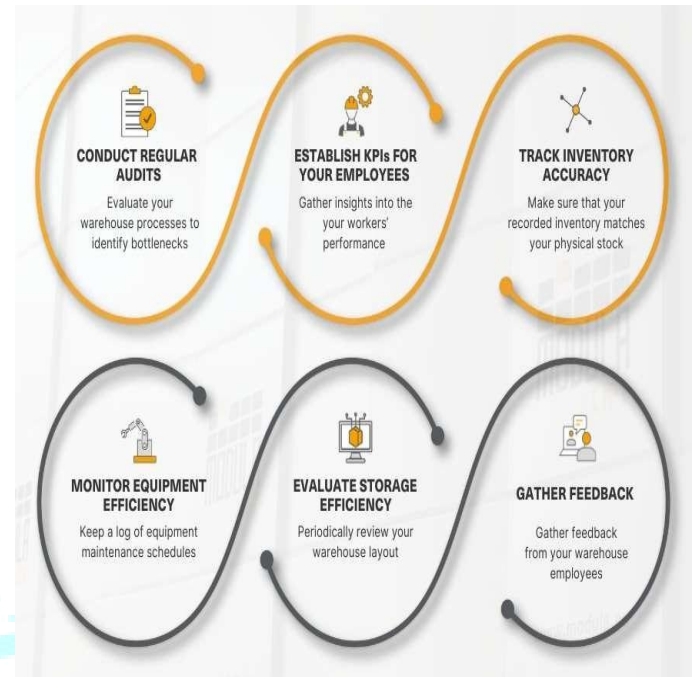 CONDUCT REGULAR
AUDITS
Evaluate your
warehouse processes to
identify bottlenecks
ESTABLISH KPIs FOR
YOUR EMPLOYEES
Gather insights into the
your workers'
performance
TRACK INVENTORY
ACCURACY
Make sure that your
recorded inventory matches
your physical stock
MONITOR EQUIPMENT
EFFICIENCY
Keep a log of equipment
maintenance schedules
EVALUATE STORAGE
EFFICIENCY
Periodically review your
warehouse layout
GATHER FEEDBACK
Gather feedback
from your warehouse
employees